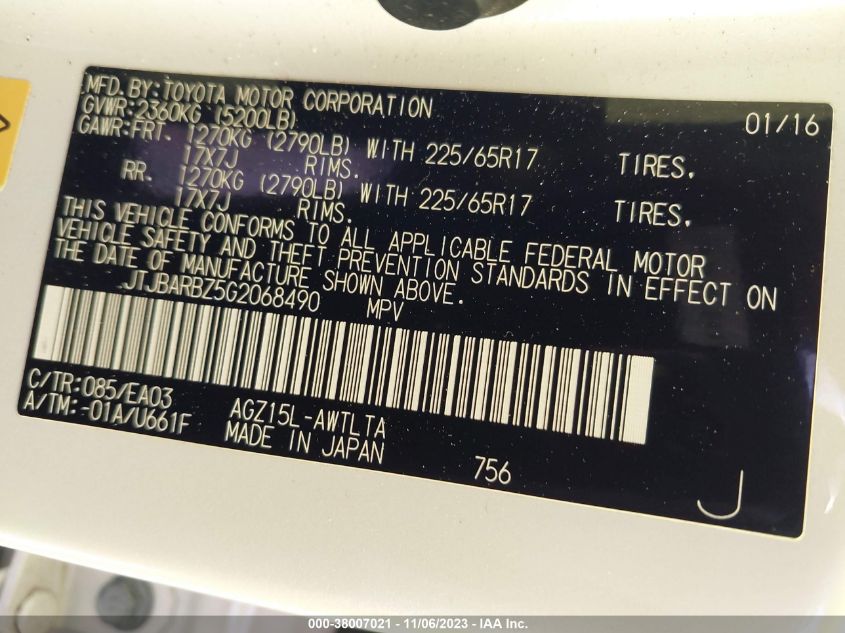 MFD. BY: TOYOTA MOTOR CORPORATION 01/16
GVWR: 2360KG (5200LB)
GAWR: FRT. 1270KG (2790LB) WITH 225/65R17 TIRES,
17X7J RIMS.
RR. 1270KG (2790LB) WITH 225/65R17 TIRES,
17X7J RIMS.
THIS VEHICLE CONFORMS TO ALL APPLICABLE FEDERAL MOTOR
VEHICLE SAFETY AND THEFT PREVENTION STANDARDS IN EFFECT ON
THE DATE OF MANUFACTURE SHOWN ABOVE.
JTJBARBZ5G2068490 MPV
C/TR: 085/EA03
A/TM: -01A/U661F AGZ15L-AWTLTA
MADE IN JAPAN 756
J
000-38007021 - 11/06/2023 - IAA Inc.